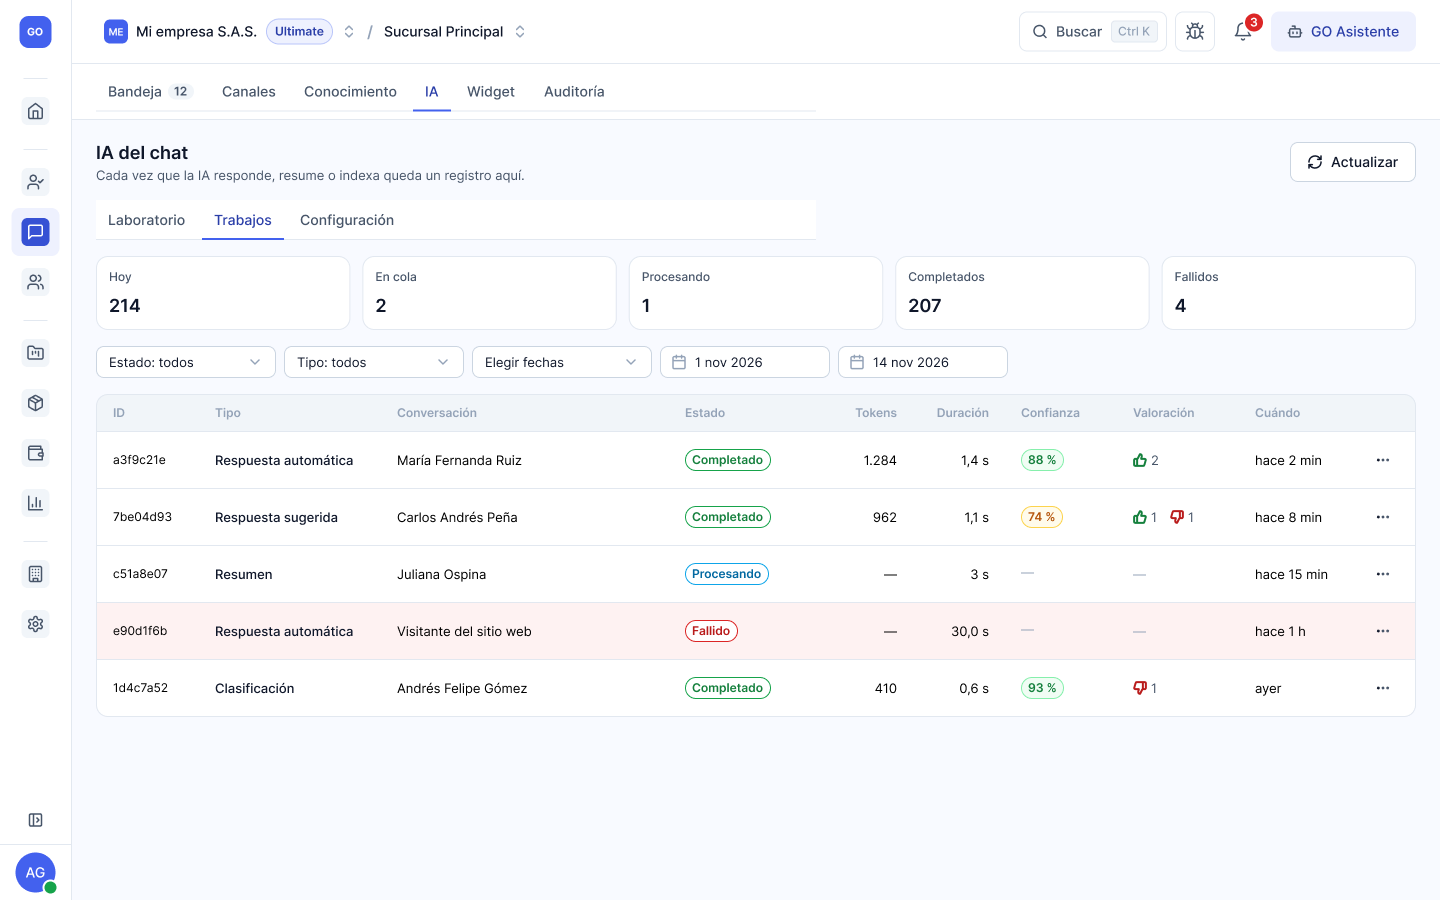 GO
ME Mi empresa S.A.S. Ultimate / Sucursal Principal
Buscar Ctrl K
3
GO Asistente
Bandeja 12 Canales Conocimiento IA Widget Auditoría
IA del chat
Cada vez que la IA responde, resume o indexa queda un registro aquí.
Actualizar
Laboratorio Trabajos Configuración
Hoy En cola Procesando Completados Fallidos
214 2 1 207 4
Estado: todos Tipo: todos Elegir fechas 1 nov 2026 14 nov 2026
ID Tipo Conversación Estado Tokens Duración Confianza Valoración Cuándo
a3f9c21e Respuesta automática María Fernanda Ruiz Completado 1.284 1,4 s 88 % 2 hace 2 min
7be04d93 Respuesta sugerida Carlos Andrés Peña Completado 962 1,1 s 74 % 1 1 hace 8 min
c51a8e07 Resumen Juliana Ospina Procesando — 3 s — — hace 15 min
e90d1f6b Respuesta automática Visitante del sitio web Fallido — 30,0 s — — hace 1 h
1d4c7a52 Clasificación Andrés Felipe Gómez Completado 410 0,6 s 93 % 1 ayer
AG